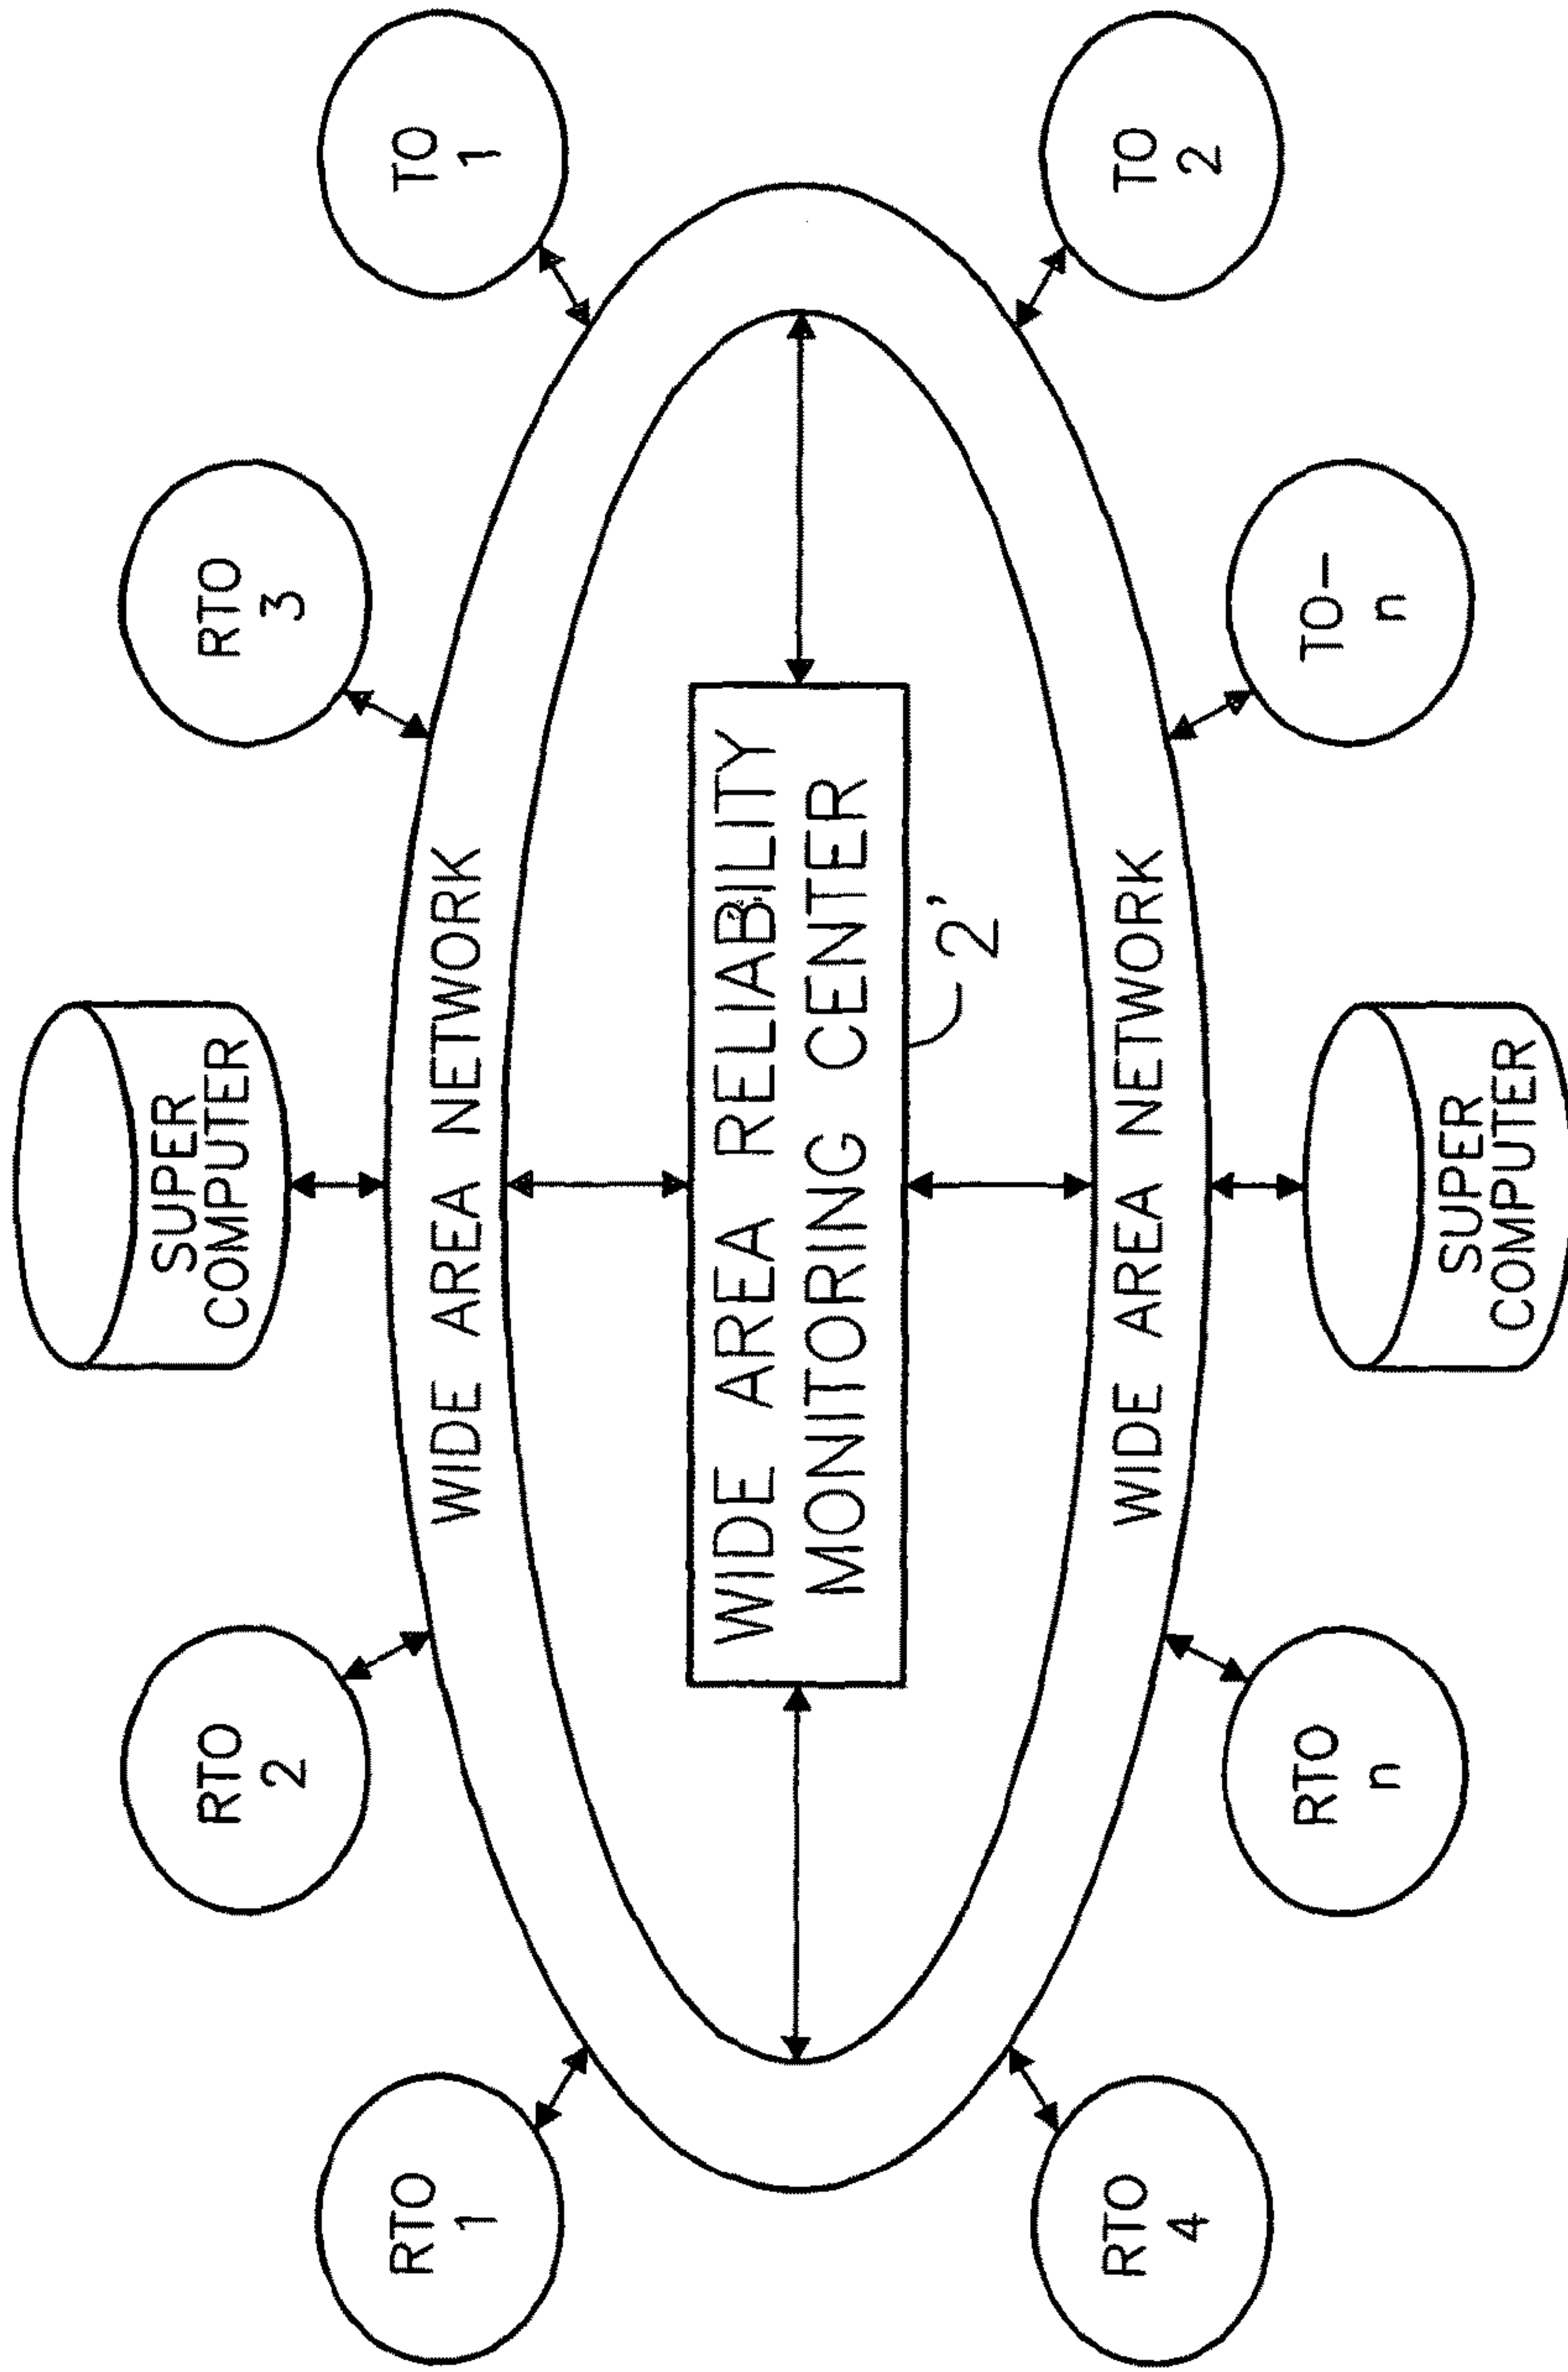 SUPER
COMPUTER
RTO
2
RTO
3
RTO
1
TO
1
WIDE AREA NETWORK
WIDE AREA RELIABILITY
MONITORING CENTER
2'
WIDE AREA NETWORK
RTO
4
TO
2
RTO
n
TO-
n
SUPER
COMPUTER